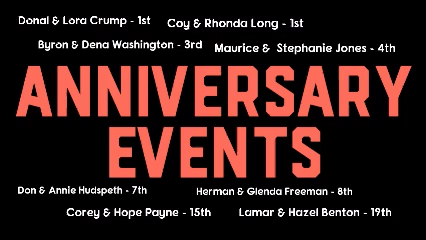 Donal & Lora Crump - 1st
Coy & Rhonda Long - 1st
Byron & Dena Washington - 3rd
Maurice & Stephanie Jones - 4th
ANNIVERSARY
EVENTS
Don & Annie Hudspeth - 7th
Herman & Glenda Freeman - 8th
Corey & Hope Payne - 15th
Lamar & Hazel Benton - 19th